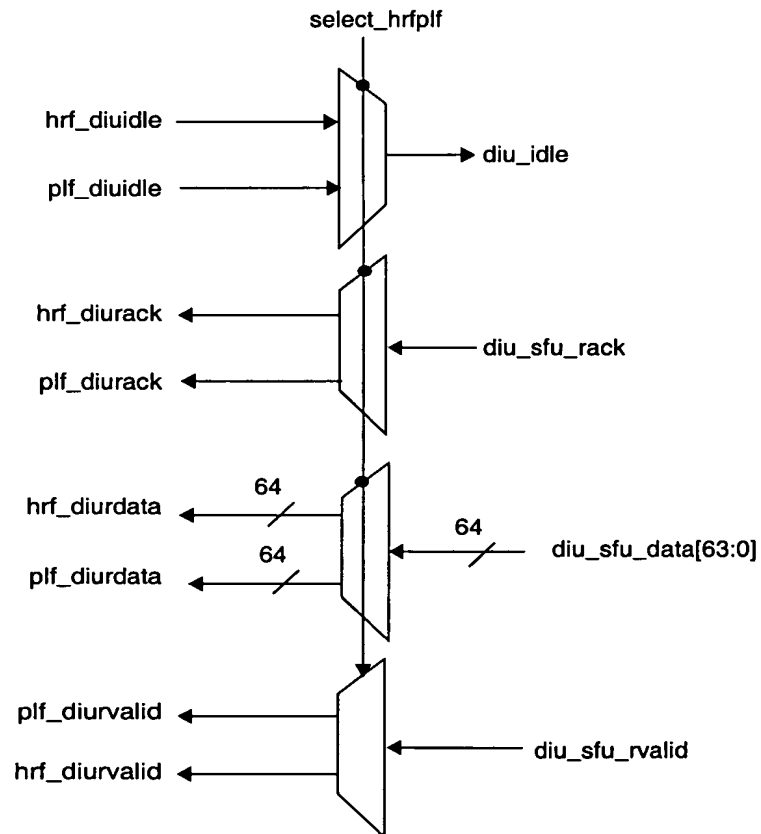 select_hrfplf
hrf_diuidle
diu_idle
plf_diuidle
hrf_diurack
diu_sfu_rack
plf_diurack
64
hrf_diurdata
64
diu_sfu_data[63:0]
64
plf_diurdata
plf_diurvalid
diu_sfu_rvalid
hrf_diurvalid